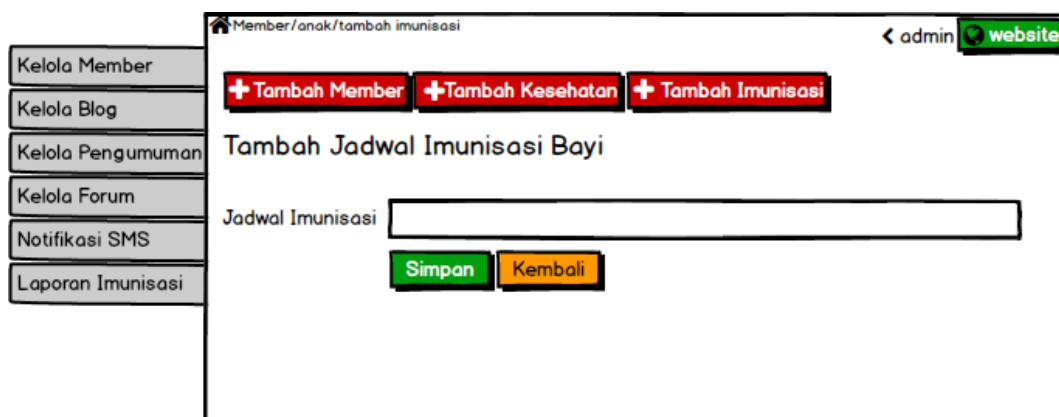 Member/anak/tambah imunisasi
admin website
Kelola Member
Kelola Blog
Kelola Pengumuman
Kelola Forum
Notifikasi SMS
Laporan Imunisasi
Tambah Member Tambah Kesehatan Tambah Imunisasi
Tambah Jadwal Imunisasi Bayi
Jadwal Imunisasi
Simpan Kembali